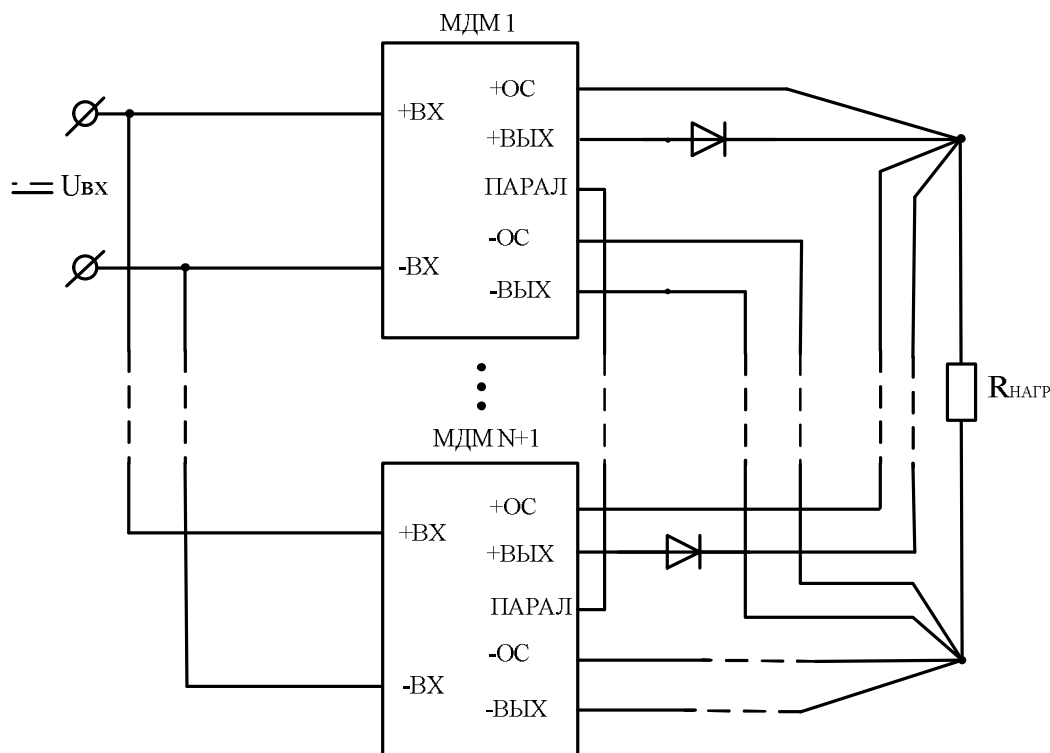 МДМ 1
+ВХ
-ВХ
+ОС
+ВЫХ
ПАРАЛ
-ОС
-ВЫХ
Uвх
RНАГР
МДМ N+1
+ВХ
-ВХ
+ОС
+ВЫХ
ПАРАЛ
-ОС
-ВЫХ